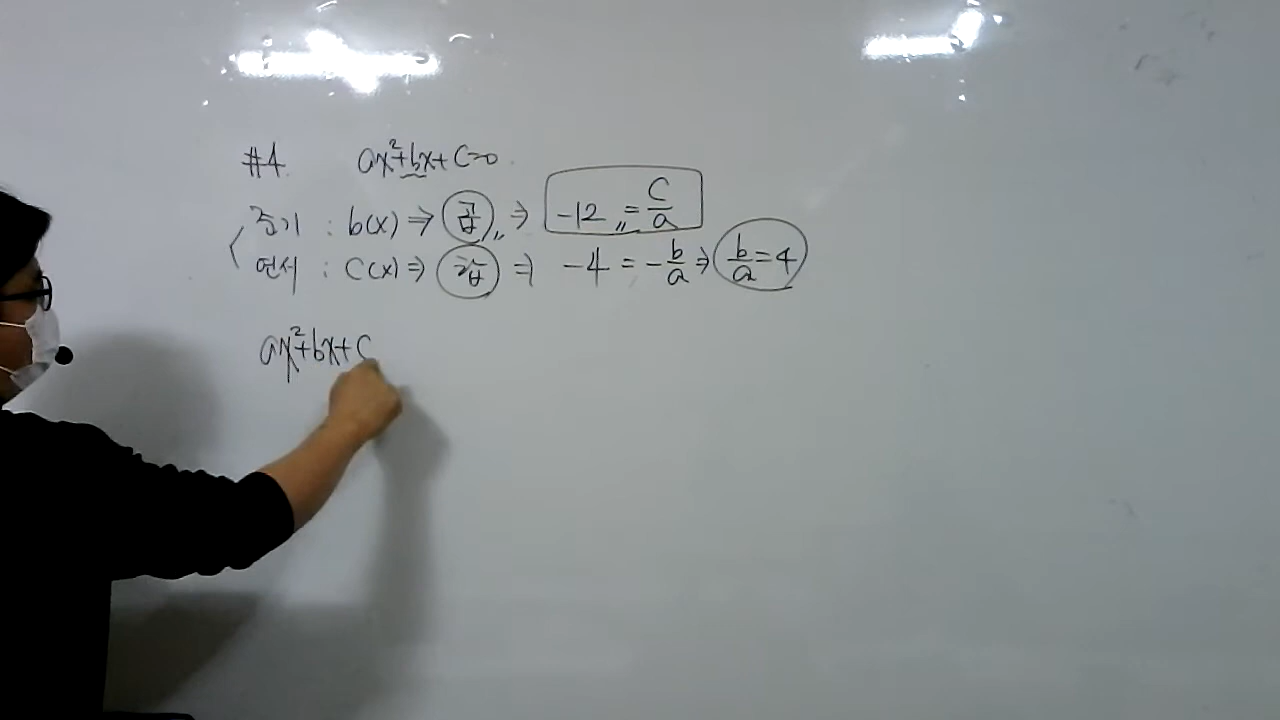 #4 ax²+bx+c=0
준기 : b(x) ⇒ 곱 ⇒ -12 = c/a
연서 : c(x) ⇒ 합 ⇒ -4 = -b/a ⇒ b/a = 4
ax²+bx+c